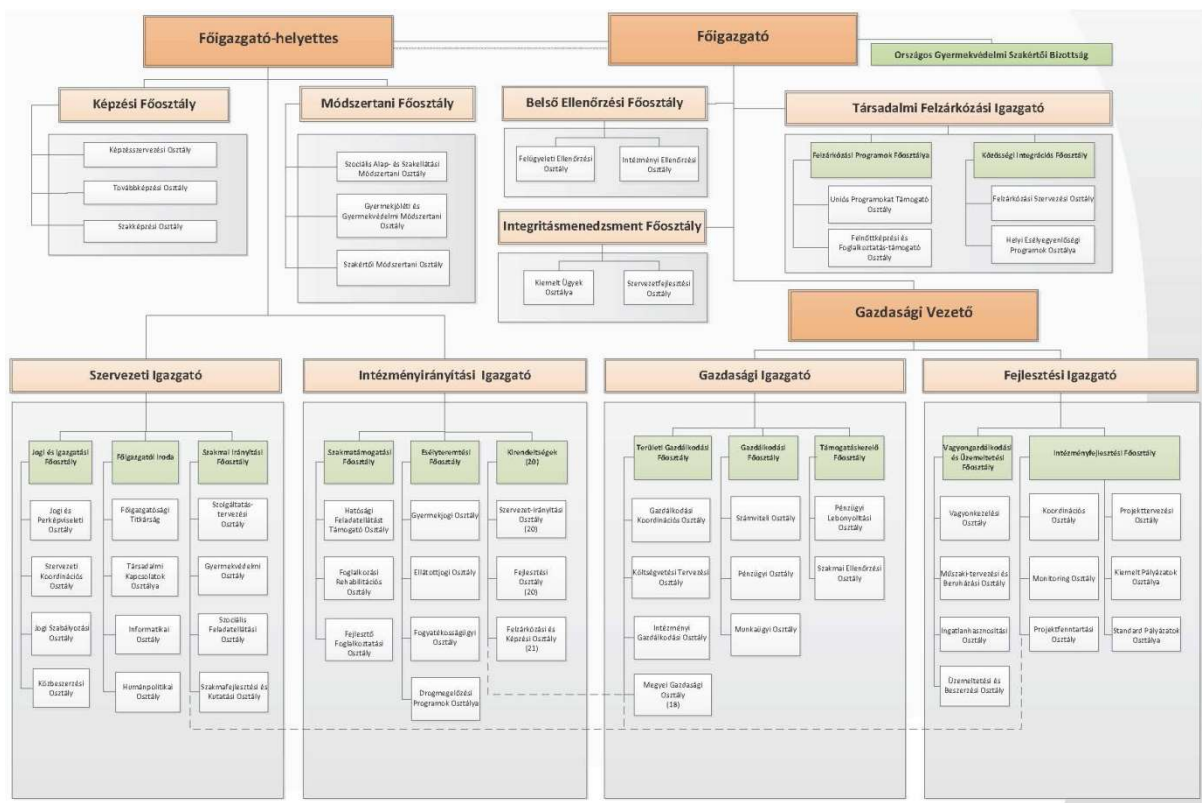 Főigazgató-helyettes
Főigazgató
Országos Gyermekvédelmi Szakértői Bizottság
Képzési Főosztály
Képzésszervezési Osztály
Továbbképzési Osztály
Szakképzési Osztály
Módszertani Főosztály
Szociális Alap- és Szakellátási
Módszertani Osztály
Gyermekjóléti és
Gyermekvédelmi Módszertani
Osztály
Szakértői Módszertani Osztály
Belső Ellenőrzési Főosztály
Felügyeleti Ellenőrzési
Osztály
Intézményi Ellenőrzési
Osztály
Integritásmenedzsment Főosztály
Kiemelt Ügyek
Osztálya
Szervezetfejlesztési
Osztály
Társadalmi Felzárkózási Igazgató
Felzárkózási Programok Főosztálya
Uniós Programokat Támogató
Osztály
Felnőttképzési és
Foglalkoztatás-támogató
Osztály
Közösségi Integrációs Főosztály
Felzárkózási Szervezési Osztály
Helyi Esélyegyenlőségi
Programok Osztálya
Gazdasági Vezető
Szervezeti Igazgató
Jogi és Igazgatási
Főosztály
Jogi és
Perképviseleti Osztály
Szervezeti
Koordinációs Osztály
Jogi Szabályozási
Osztály
Közbeszerzési
Osztály
Főigazgatói Iroda
Főigazgatósági
Titkárság
Társadalmi
Kapcsolatok
Osztálya
Informatikai
Osztály
Humánpolitikai
Osztály
Szakmai Irányítási
Főosztály
Szolgáltatás-
tervezési
Osztály
Gyermekvédelmi
Osztály
Szociális
Feladatellátási
Osztály
Szakmafejlesztési és
Kutatási Osztály
Intézményirányítási Igazgató
Szakmatámogatási
Főosztály
Hatósági
Feladatellátást
Támogató Osztály
Foglalkozási
Rehabilitációs
Osztály
Fejlesztő
Foglalkoztatási
Osztály
Esélyteremtési
Főosztály
Gyermekjogi Osztály
Ellátottjogi Osztály
Fogyatékosságügyi
Osztály
Drogmegelőzési
Programok Osztálya
Kirendeltségek
(20)
Szervezet-irányítási
Osztály
(20)
Fejlesztési
Osztály
(20)
Felzárkózási és
Képzési Osztály
(21)
Gazdasági Igazgató
Területi Gazdálkodási
Főosztály
Gazdálkodási
Koordinációs Osztály
Költségvetési Tervezési
Osztály
Intézményi
Gazdálkodási Osztály
Megyei Gazdasági
Osztály
(18)
Gazdálkodási
Főosztály
Számviteli Osztály
Pénzügyi Osztály
Munkaügyi Osztály
Támogatáskezelő
Főosztály
Pénzügyi
Lebonyolítási
Osztály
Szakmai Ellenőrzési
Osztály
Fejlesztési Igazgató
Vagyongazdálkodási
és Üzemeltetési
Főosztály
Vagyonkezelési
Osztály
Műszaki-tervezési és
Beruházási Osztály
Ingatlanhasznosítási
Osztály
Üzemeltetési és
Beszerzési Osztály
Intézményfejlesztési Főosztály
Koordinációs
Osztály
Monitoring Osztály
Projektfenntartási
Osztály
Projekttervezési
Osztály
Kiemelt Pályázatok
Osztálya
Standard Pályázatok
Osztálya